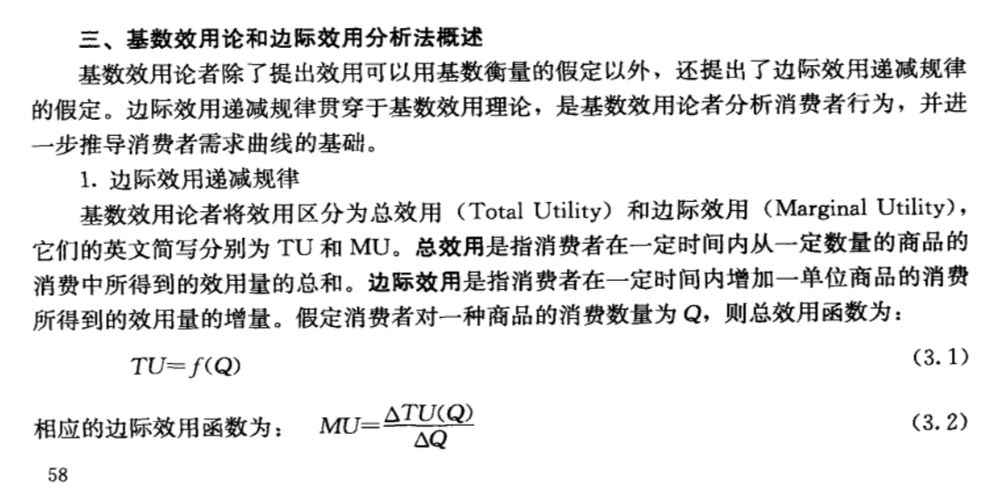 三、基数效用论和边际效用分析法概述
基数效用论者除了提出效用可以用基数衡量的假定以外，还提出了边际效用递减规律
的假定。边际效用递减规律贯穿于基数效用理论，是基数效用论者分析消费者行为，并进
一步推导消费者需求曲线的基础。
1. 边际效用递减规律
基数效用论者将效用区分为总效用（Total Utility）和边际效用（Marginal Utility），
它们的英文简写分别为 TU 和 MU。总效用是指消费者在一定时间内从一定数量的商品的
消费中所得到的效用量的总和。边际效用是指消费者在一定时间内增加一单位商品的消费
所得到的效用量的增量。假定消费者对一种商品的消费数量为 Q，则总效用函数为：
TU=f(Q) (3.1)
相应的边际效用函数为： MU=ΔTU(Q)/ΔQ (3.2)
58